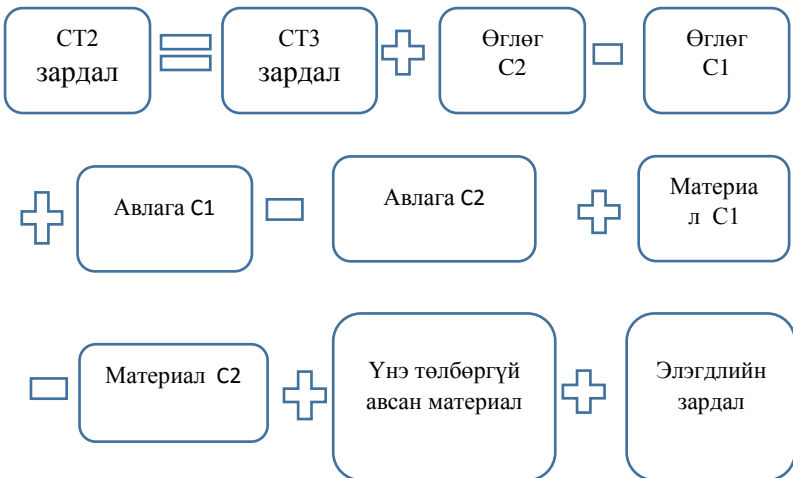 СТ2
зардал
СТ3
зардал
Өглөг
С2
Өглөг
С1
Авлага С1
Авлага С2
Материа
л С1
Материал С2
Үнэ төлбөргүй
авсан материал
Элэгдлийн
зардал